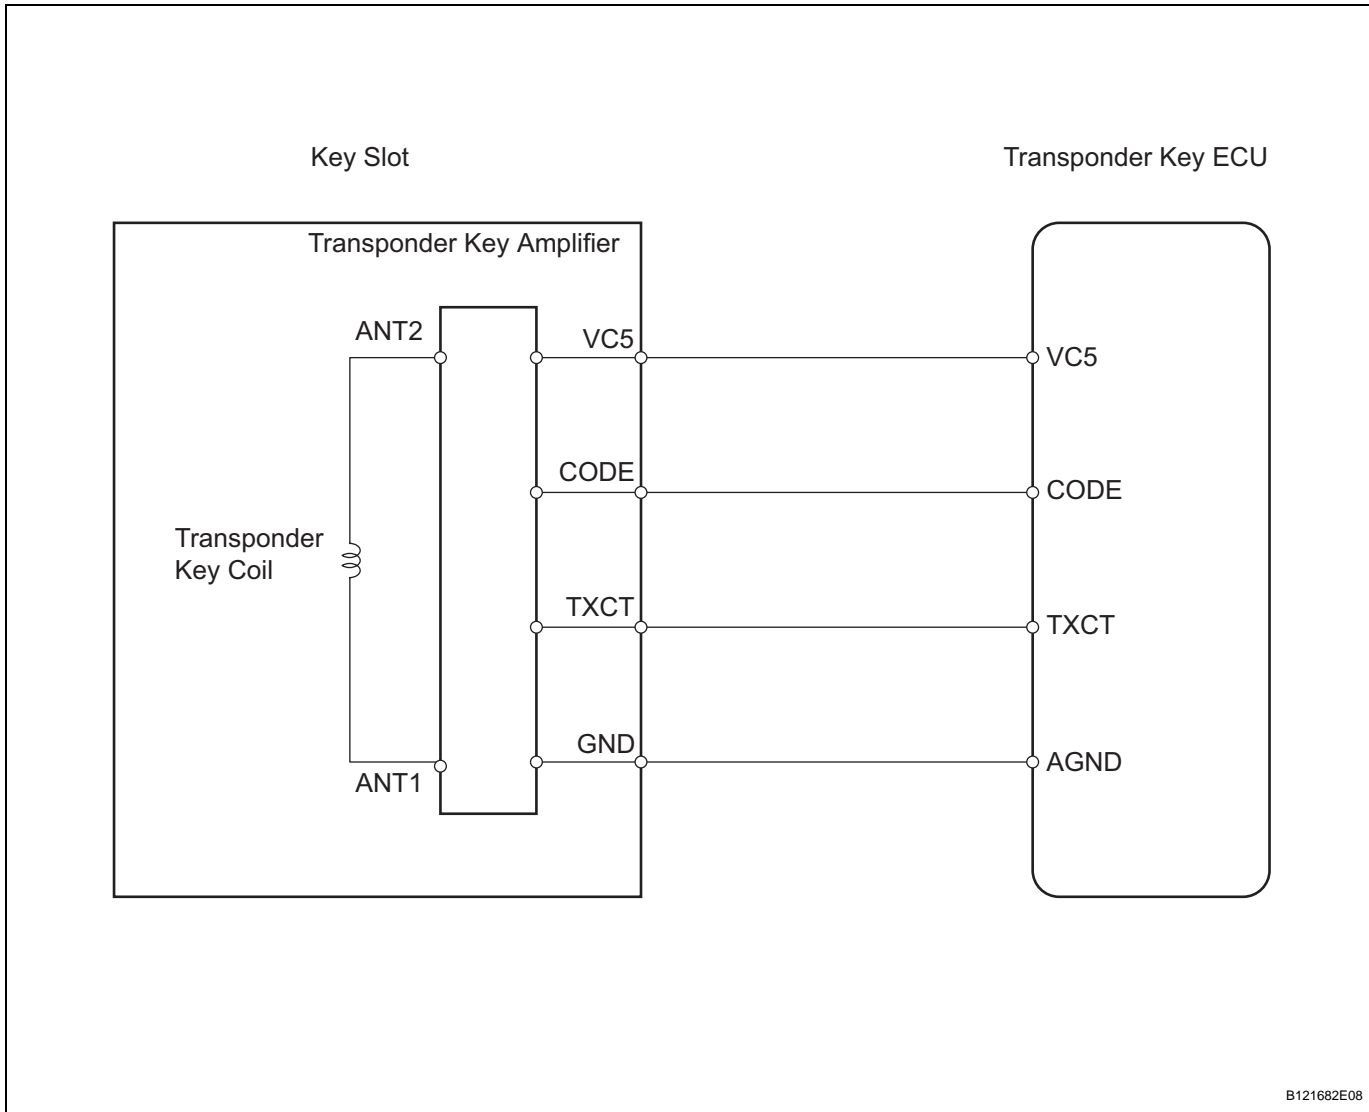 Key Slot
Transponder Key ECU
Transponder Key Amplifier
ANT2
VC5
VC5
CODE
CODE
Transponder
Key Coil
TXCT
TXCT
GND
AGND
ANT1
B121682E08